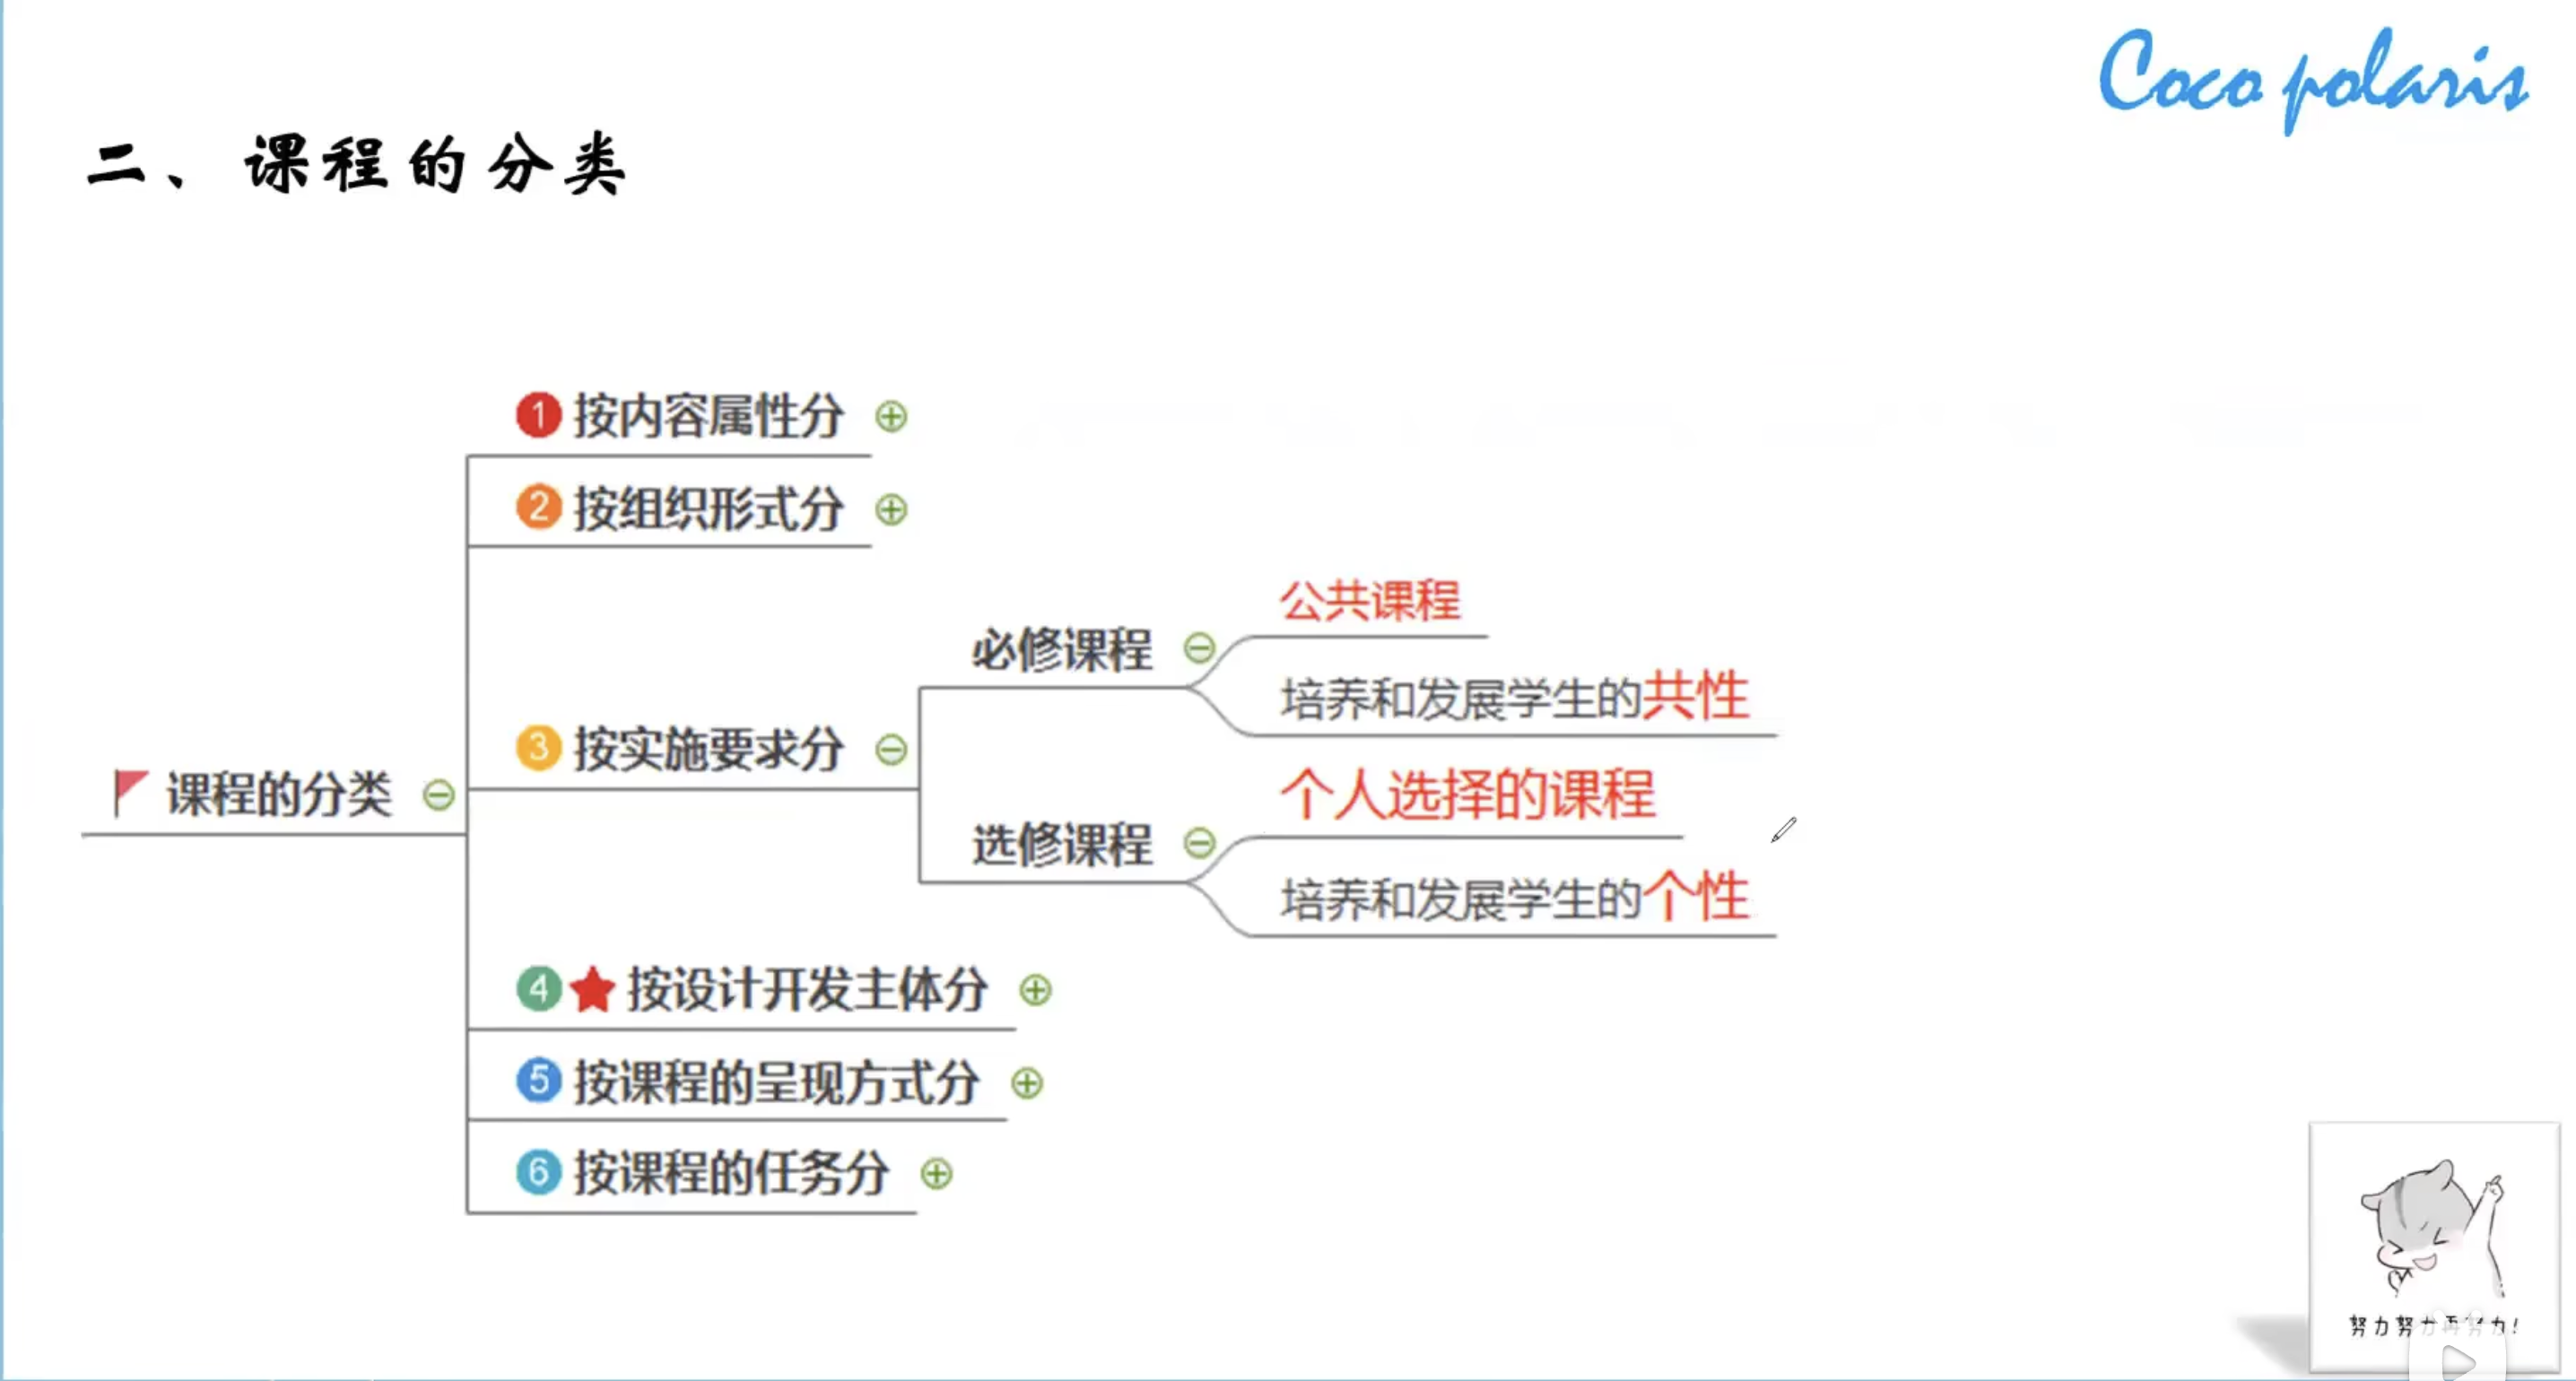 Coco polaris
二、课程的分类
1 按内容属性分
2 按组织形式分
公共课程
必修课程
培养和发展学生的共性
3 按实施要求分
课程的分类
个人选择的课程
选修课程
培养和发展学生的个性
4 按设计开发主体分
5 按课程的呈现方式分
6 按课程的任务分
努力努力再努力!